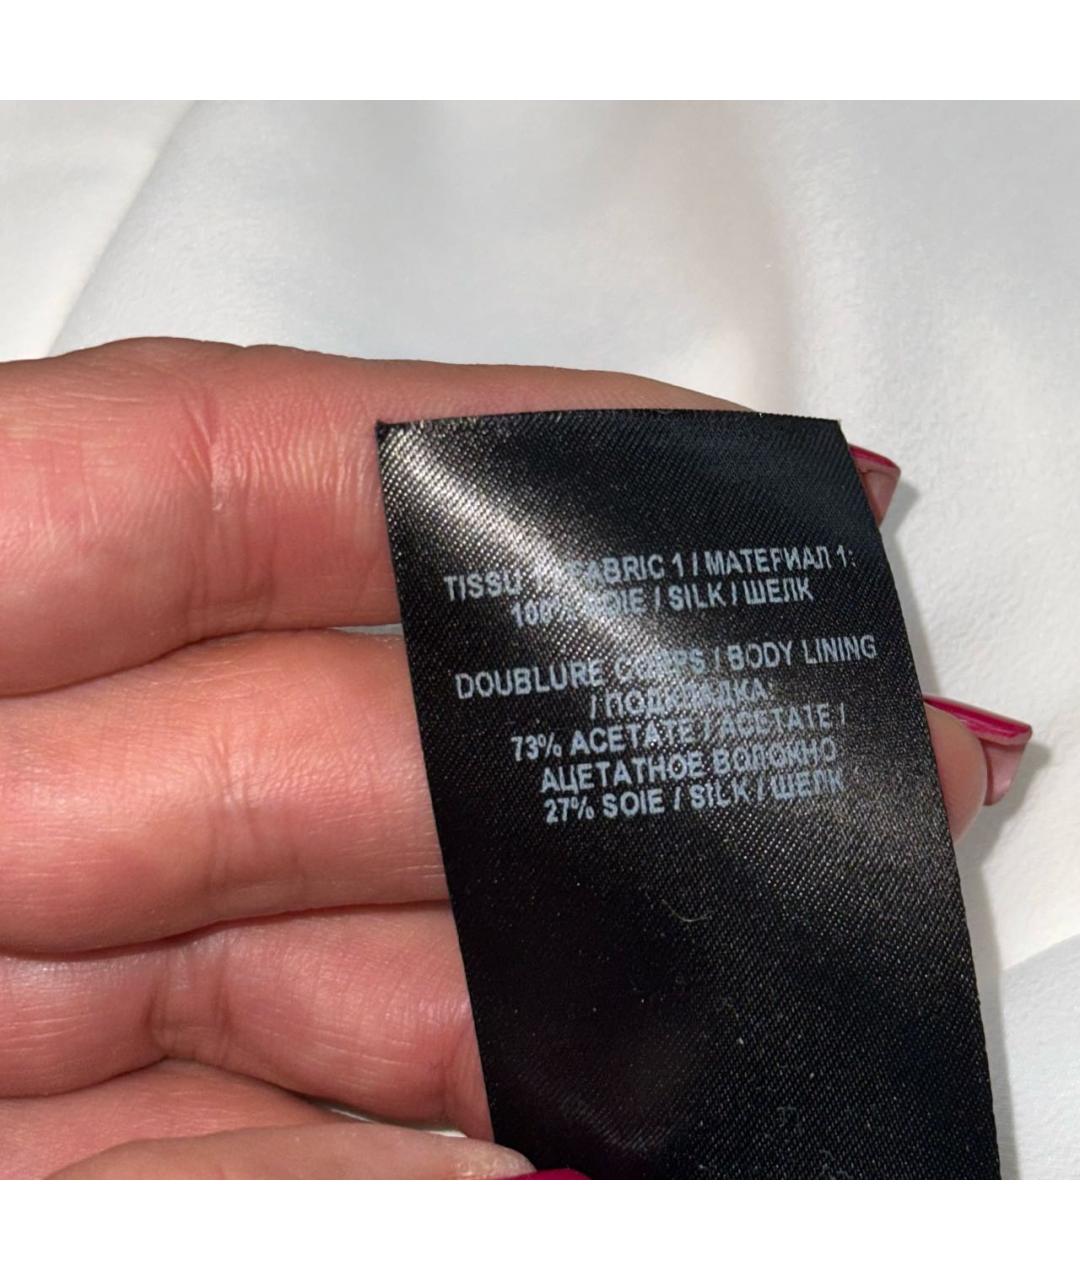 TISSU 1 / FABRIC 1 / МАТЕРИАЛ 1:
100% SOIE / SILK / ШЕЛК
DOUBLURE CORPS / BODY LINING
/ ПОДКЛАДКА:
73% ACETATE / ACETATE /
АЦЕТАТНОЕ ВОЛОКНО
27% SOIE / SILK / ШЕЛК